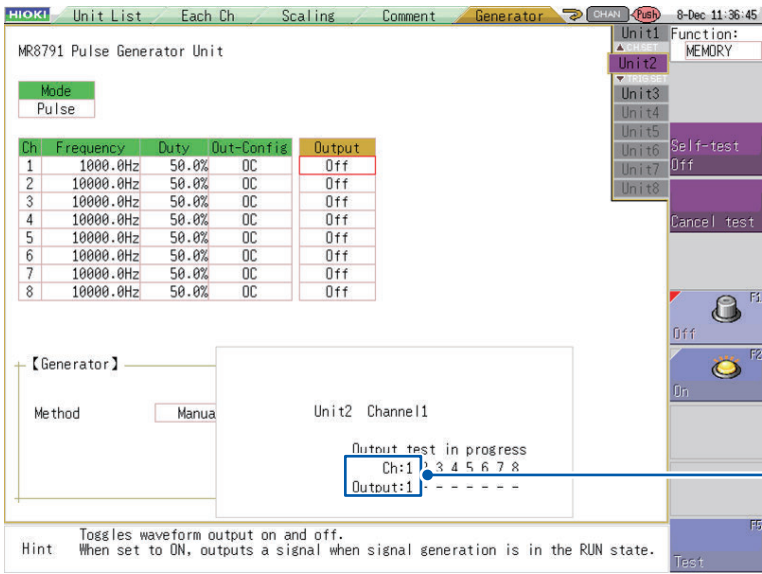 HIOKI Unit List Each Ch Scaling Comment Generator CHAN Push 8-Dec 11:36:45
Unit1
▲CHSET
Unit2
▼TRIGSET
Unit3
Unit4
Unit5
Unit6
Unit7
Unit8
Function:
MEMORY
MR8791 Pulse Generator Unit
Mode
Pulse
Ch Frequency Duty Out-Config Output
1 1000.0Hz 50.0% OC Off
2 10000.0Hz 50.0% OC Off
3 10000.0Hz 50.0% OC Off
4 10000.0Hz 50.0% OC Off
5 10000.0Hz 50.0% OC Off
6 10000.0Hz 50.0% OC Off
7 10000.0Hz 50.0% OC Off
8 10000.0Hz 50.0% OC Off
Self-test
Off
Cancel test
F1
Off
F2
On
F5
Test
【Generator】
Method Manua
Unit2 Channel1
Output test in progress
Ch:1 2 3 4 5 6 7 8
Output:1 - - - - - - -
Hint Toggles waveform output on and off.
When set to ON, outputs a signal when signal generation is in the RUN state.